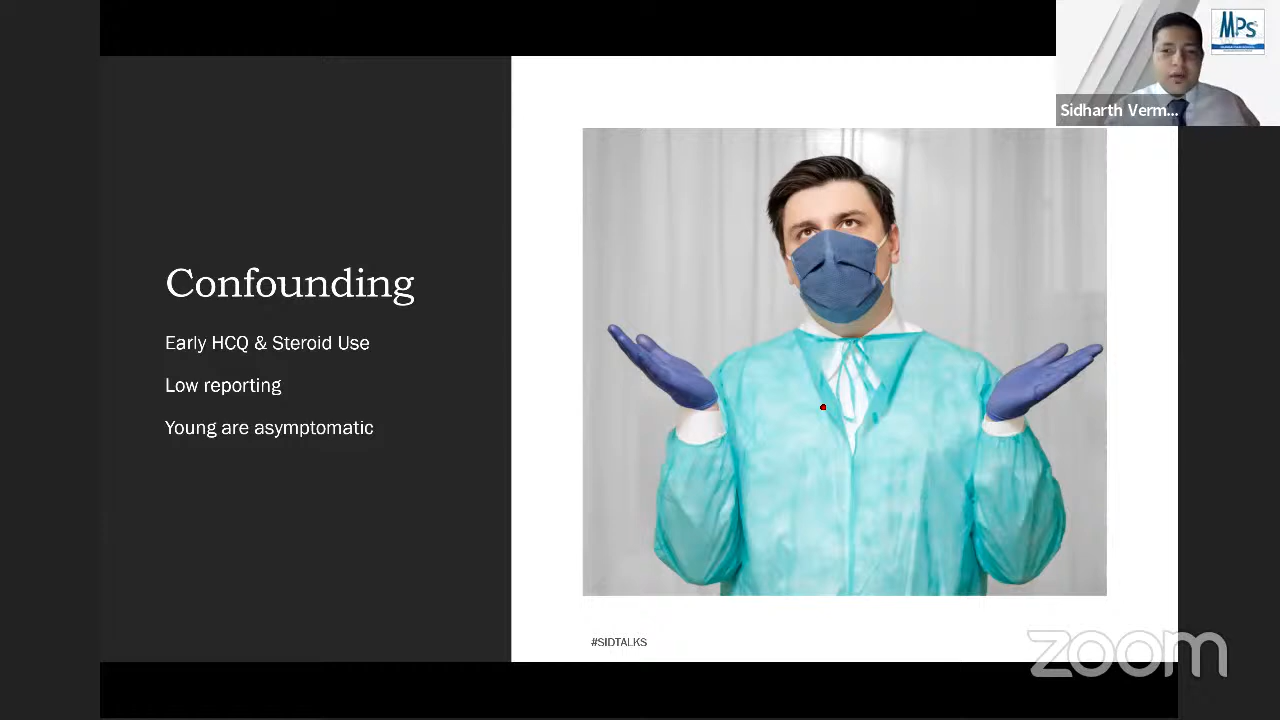 MPS
Sidharth Verm...
Confounding
Early HCQ & Steroid Use
Low reporting
Young are asymptomatic
#SIDTALKS
zoom